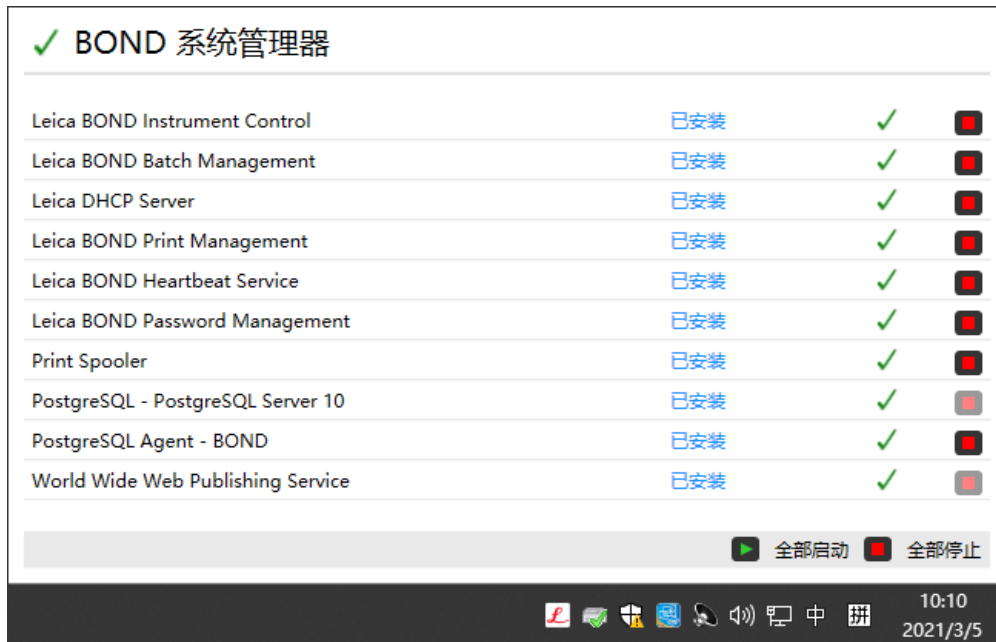 BOND 系统管理器
Leica BOND Instrument Control 已安装
Leica BOND Batch Management 已安装
Leica DHCP Server 已安装
Leica BOND Print Management 已安装
Leica BOND Heartbeat Service 已安装
Leica BOND Password Management 已安装
Print Spooler 已安装
PostgreSQL - PostgreSQL Server 10 已安装
PostgreSQL Agent - BOND 已安装
World Wide Web Publishing Service 已安装
全部启动 全部停止
中 拼 10:10
2021/3/5